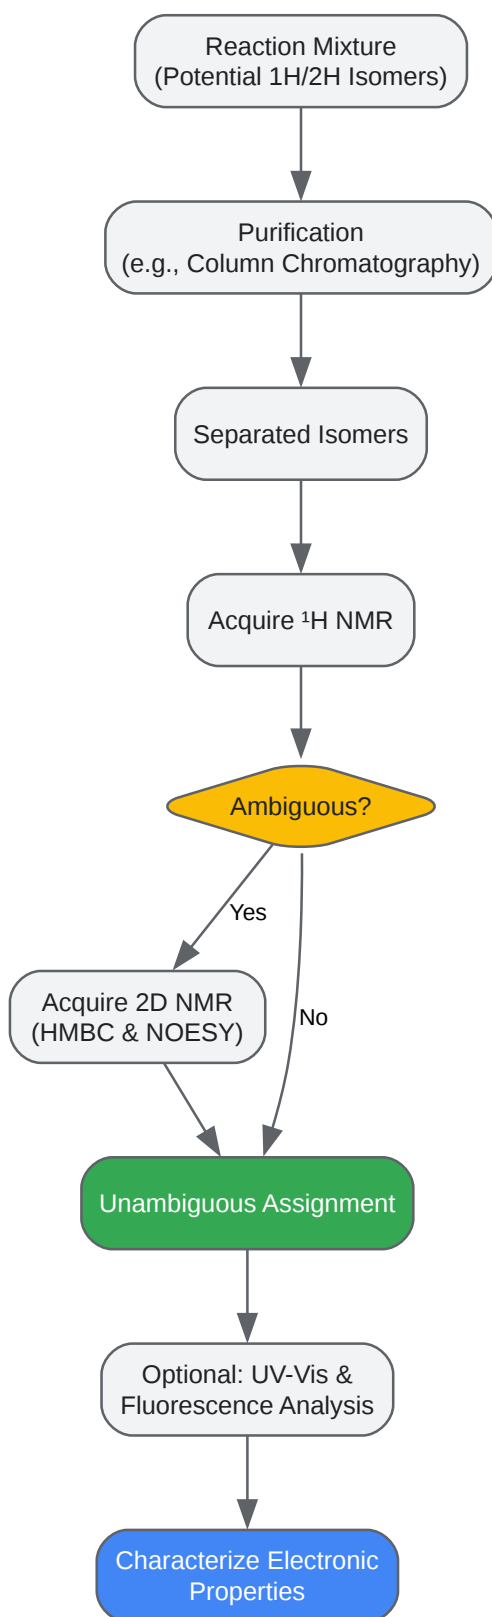 Reaction Mixture
(Potential 1H/2H Isomers)
Purification
(e.g., Column Chromatography)
Separated Isomers
Acquire ¹H NMR
Ambiguous?
Yes
Acquire 2D NMR
(HMBC & NOESY)
No
Unambiguous Assignment
Optional: UV-Vis &
Fluorescence Analysis
Characterize Electronic
Properties